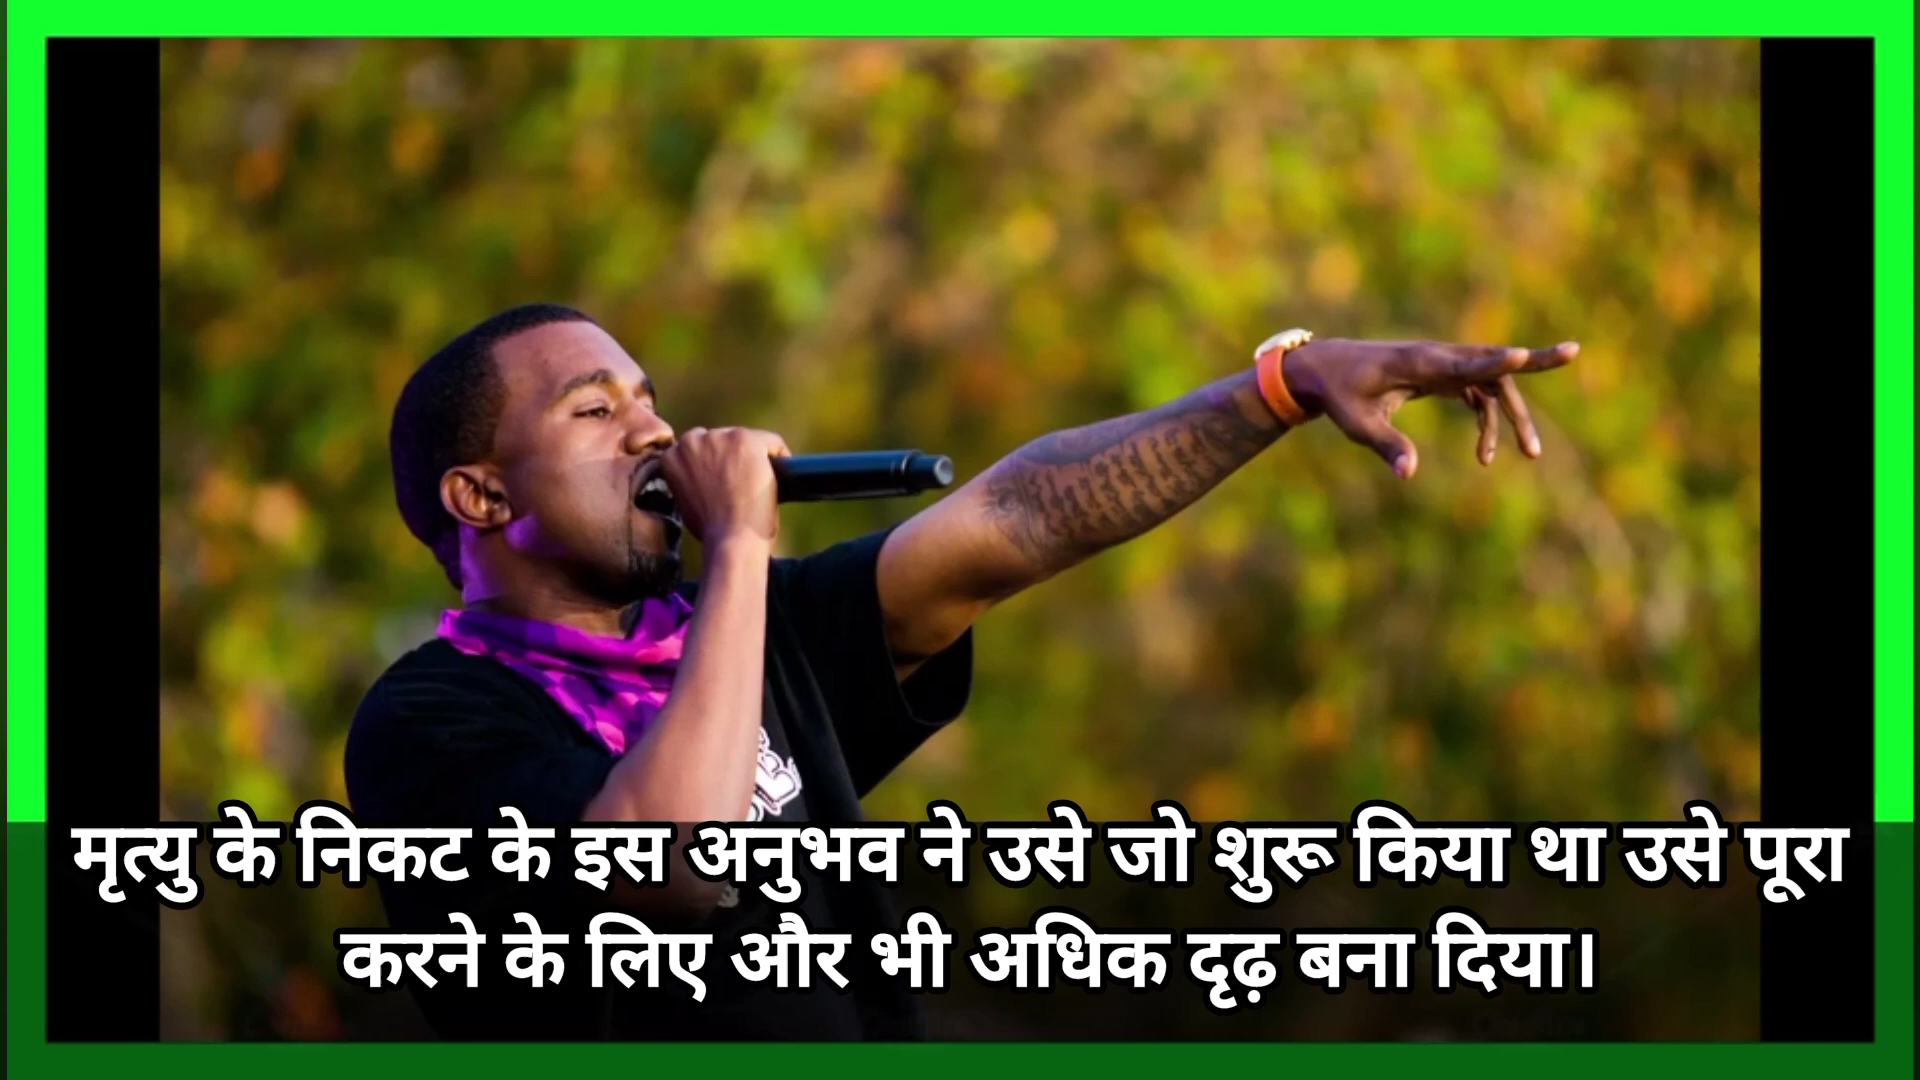 मृत्यु के निकट के इस अनुभव ने उसे जो शुरू किया था उसे पूरा
करने के लिए और भी अधिक दृढ़ बना दिया।